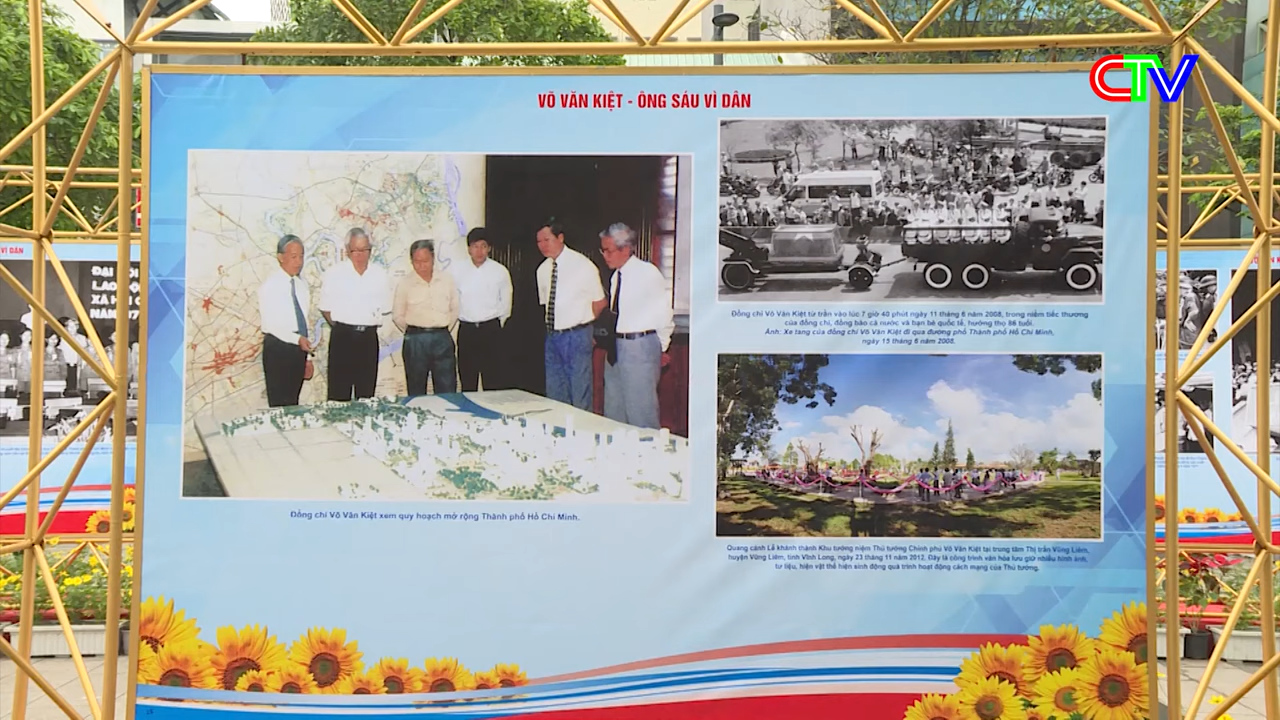 CTV
VÕ VĂN KIỆT - ÔNG SÁU VÌ DÂN
VÌ DÂN
ĐẠI
LAO
XÃ H
NĂM 197
Đồng chí Võ Văn Kiệt xem quy hoạch mở rộng Thành phố Hồ Chí Minh.
Đồng chí Võ Văn Kiệt từ trần vào lúc 7 giờ 40 phút ngày 11 tháng 6 năm 2008, trong niềm tiếc thương
của đồng chí, đồng bào cả nước và bạn bè quốc tế, hưởng thọ 86 tuổi.
Ảnh: Xe tang của đồng chí Võ Văn Kiệt đi qua đường phố Thành phố Hồ Chí Minh,
ngày 15 tháng 6 năm 2008.
Quang cảnh Lễ khánh thành Khu tưởng niệm Thủ tướng Chính phủ Võ Văn Kiệt tại trung tâm Thị trấn Vũng Liêm,
huyện Vũng Liêm, tỉnh Vĩnh Long, ngày 23 tháng 11 năm 2012. Đây là công trình văn hóa lưu giữ nhiều hình ảnh,
tư liệu, hiện vật thể hiện sinh động quá trình hoạt động cách mạng của Thủ tướng.